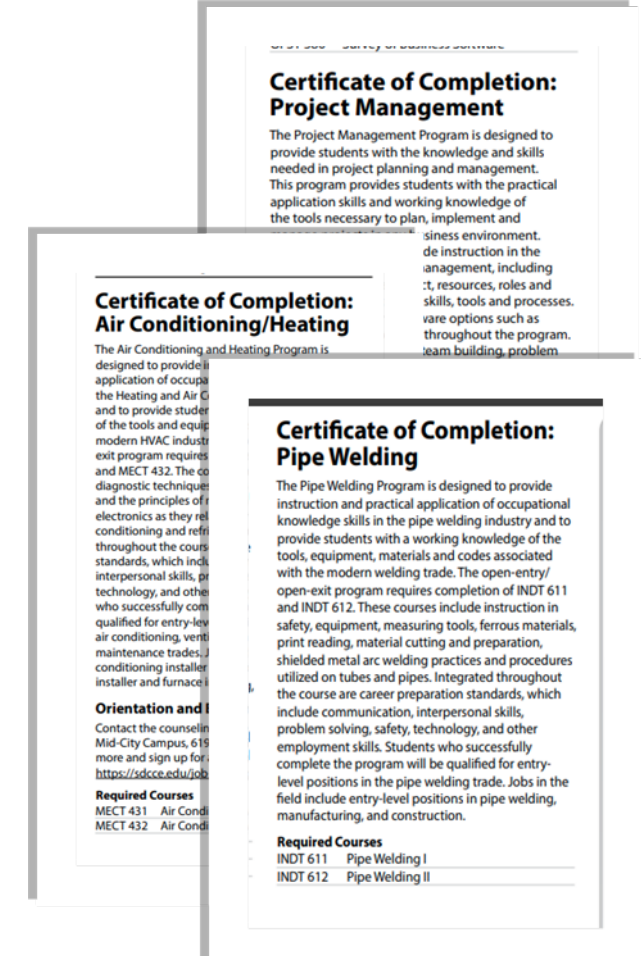 Survey of Business Software
Certificate of Completion:
Project Management
The Project Management Program is designed to
provide students with the knowledge and skills
needed in project planning and management.
This program provides students with the practical
application skills and working knowledge of
the tools necessary to plan, implement and
siness environment.
de instruction in the
anagement, including
ct, resources, roles and
skills, tools and processes.
are options such as
throughout the program.
team building, problem
Certificate of Completion:
Air Conditioning/Heating
The Air Conditioning and Heating Program is
designed to provide i
application of occupa
the Heating and Air C
and to provide studen
of the tools and equip
modern HVAC industr
exit program requires
and MECT 432. The co
diagnostic techniques
and the principles of r
electronics as they rel
conditioning and refri
throughout the cours
standards, which inclu
interpersonal skills, pr
technology, and other
who successfully com
qualified for entry-lev
air conditioning, venti
maintenance trades. J
conditioning installer
installer and furnace i
Orientation and E
Contact the counselin
Mid-City Campus, 619
more and sign up for a
https://sdcce.edu/job
Required Courses
MECT 431 Air Condi
MECT 432 Air Condi
Certificate of Completion:
Pipe Welding
The Pipe Welding Program is designed to provide
instruction and practical application of occupational
knowledge skills in the pipe welding industry and to
provide students with a working knowledge of the
tools, equipment, materials and codes associated
with the modern welding trade. The open-entry/
open-exit program requires completion of INDT 611
and INDT 612. These courses include instruction in
safety, equipment, measuring tools, ferrous materials,
print reading, material cutting and preparation,
shielded metal arc welding practices and procedures
utilized on tubes and pipes. Integrated throughout
the course are career preparation standards, which
include communication, interpersonal skills,
problem solving, safety, technology, and other
employment skills. Students who successfully
complete the program will be qualified for entry-
level positions in the pipe welding trade. Jobs in the
field include entry-level positions in pipe welding,
manufacturing, and construction.
Required Courses
INDT 611 Pipe Welding I
INDT 612 Pipe Welding II